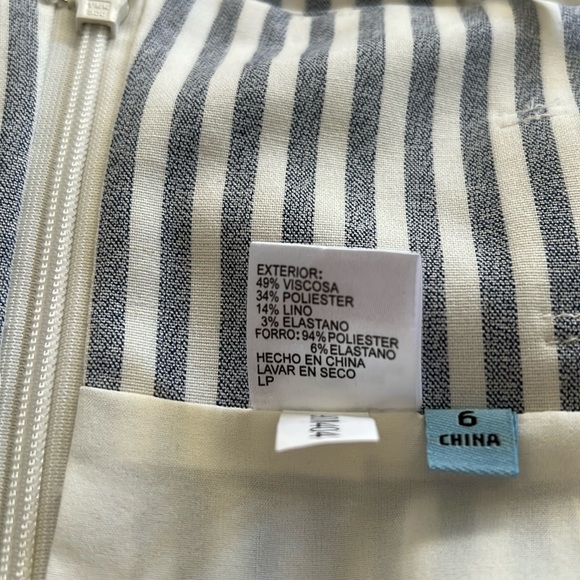 EXTERIOR:
49% VISCOSA
34% POLIESTER
14% LINO
3% ELASTANO
FORRO: 94% POLIESTER
6% ELASTANO
HECHO EN CHINA
LAVAR EN SECO
LP
6
CHINA